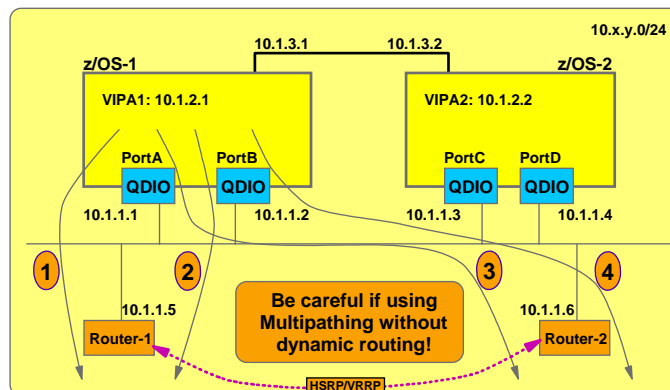 10.x.y.0/24
10.1.3.1
10.1.3.2
z/OS-1
z/OS-2
VIPA1: 10.1.2.1
VIPA2: 10.1.2.2
PortA
PortB
PortC
PortD
QDIO
QDIO
QDIO
QDIO
10.1.1.1
10.1.1.2
10.1.1.3
10.1.1.4
1
2
3
4
10.1.1.5
10.1.1.6
Be careful if using
Multipathing without
dynamic routing!
Router-1
Router-2
HSRP/VRRP